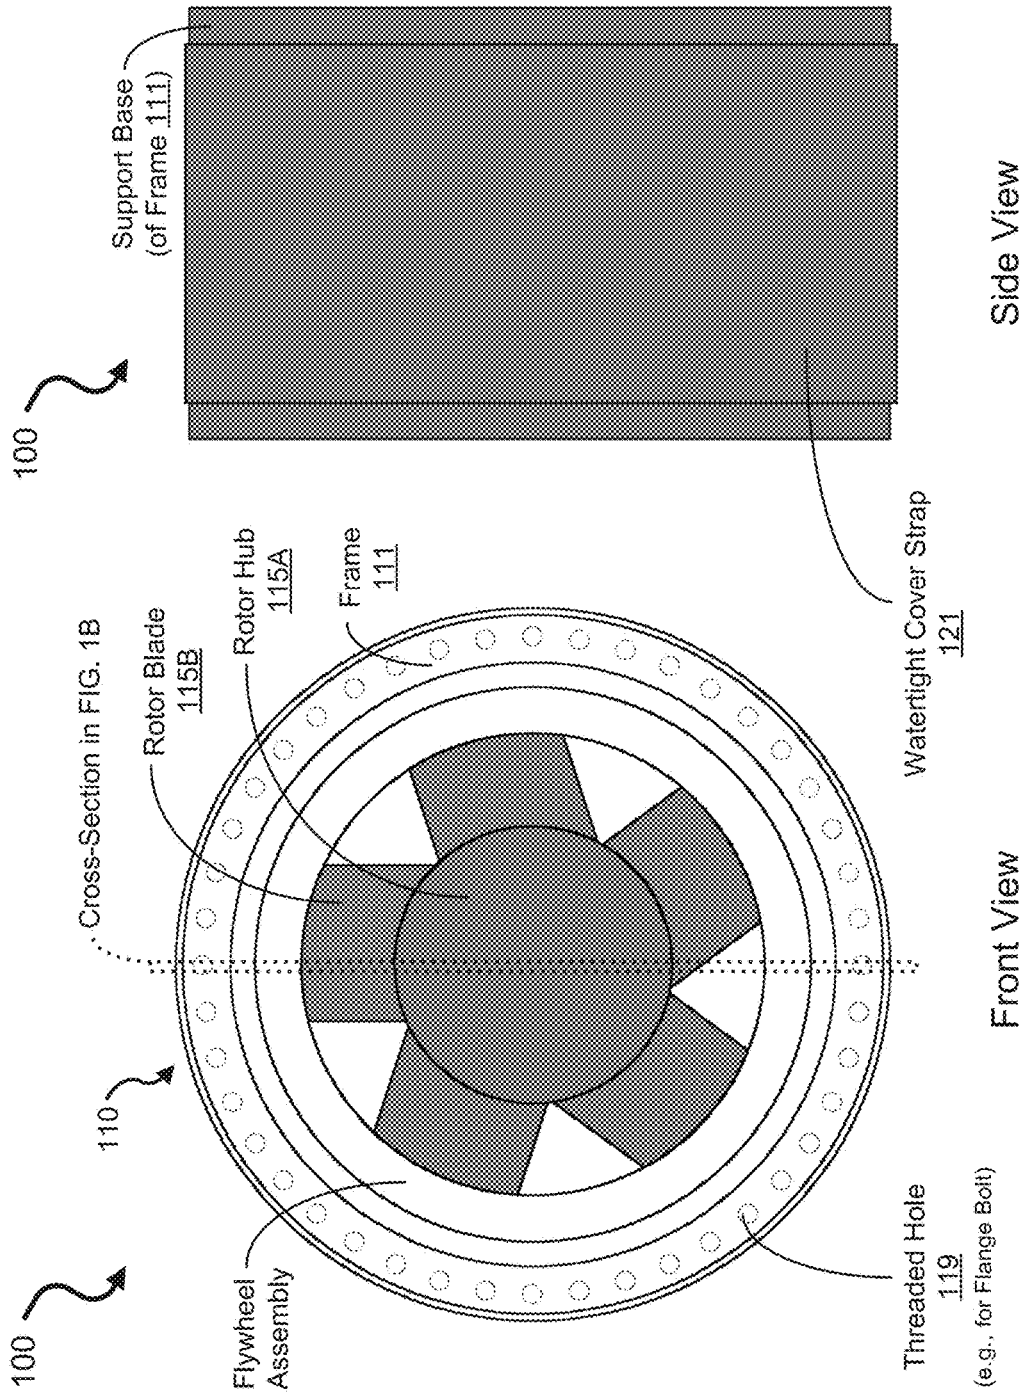 100
110
Cross-Section in FIG. 1B
Rotor Blade
115B
Rotor Hub
115A
Frame
111
Flywheel
Assembly
Threaded Hole
119
(e.g., for Flange Bolt)
Front View
100
Support Base
(of Frame 111)
Watertight Cover Strap
121
Side View